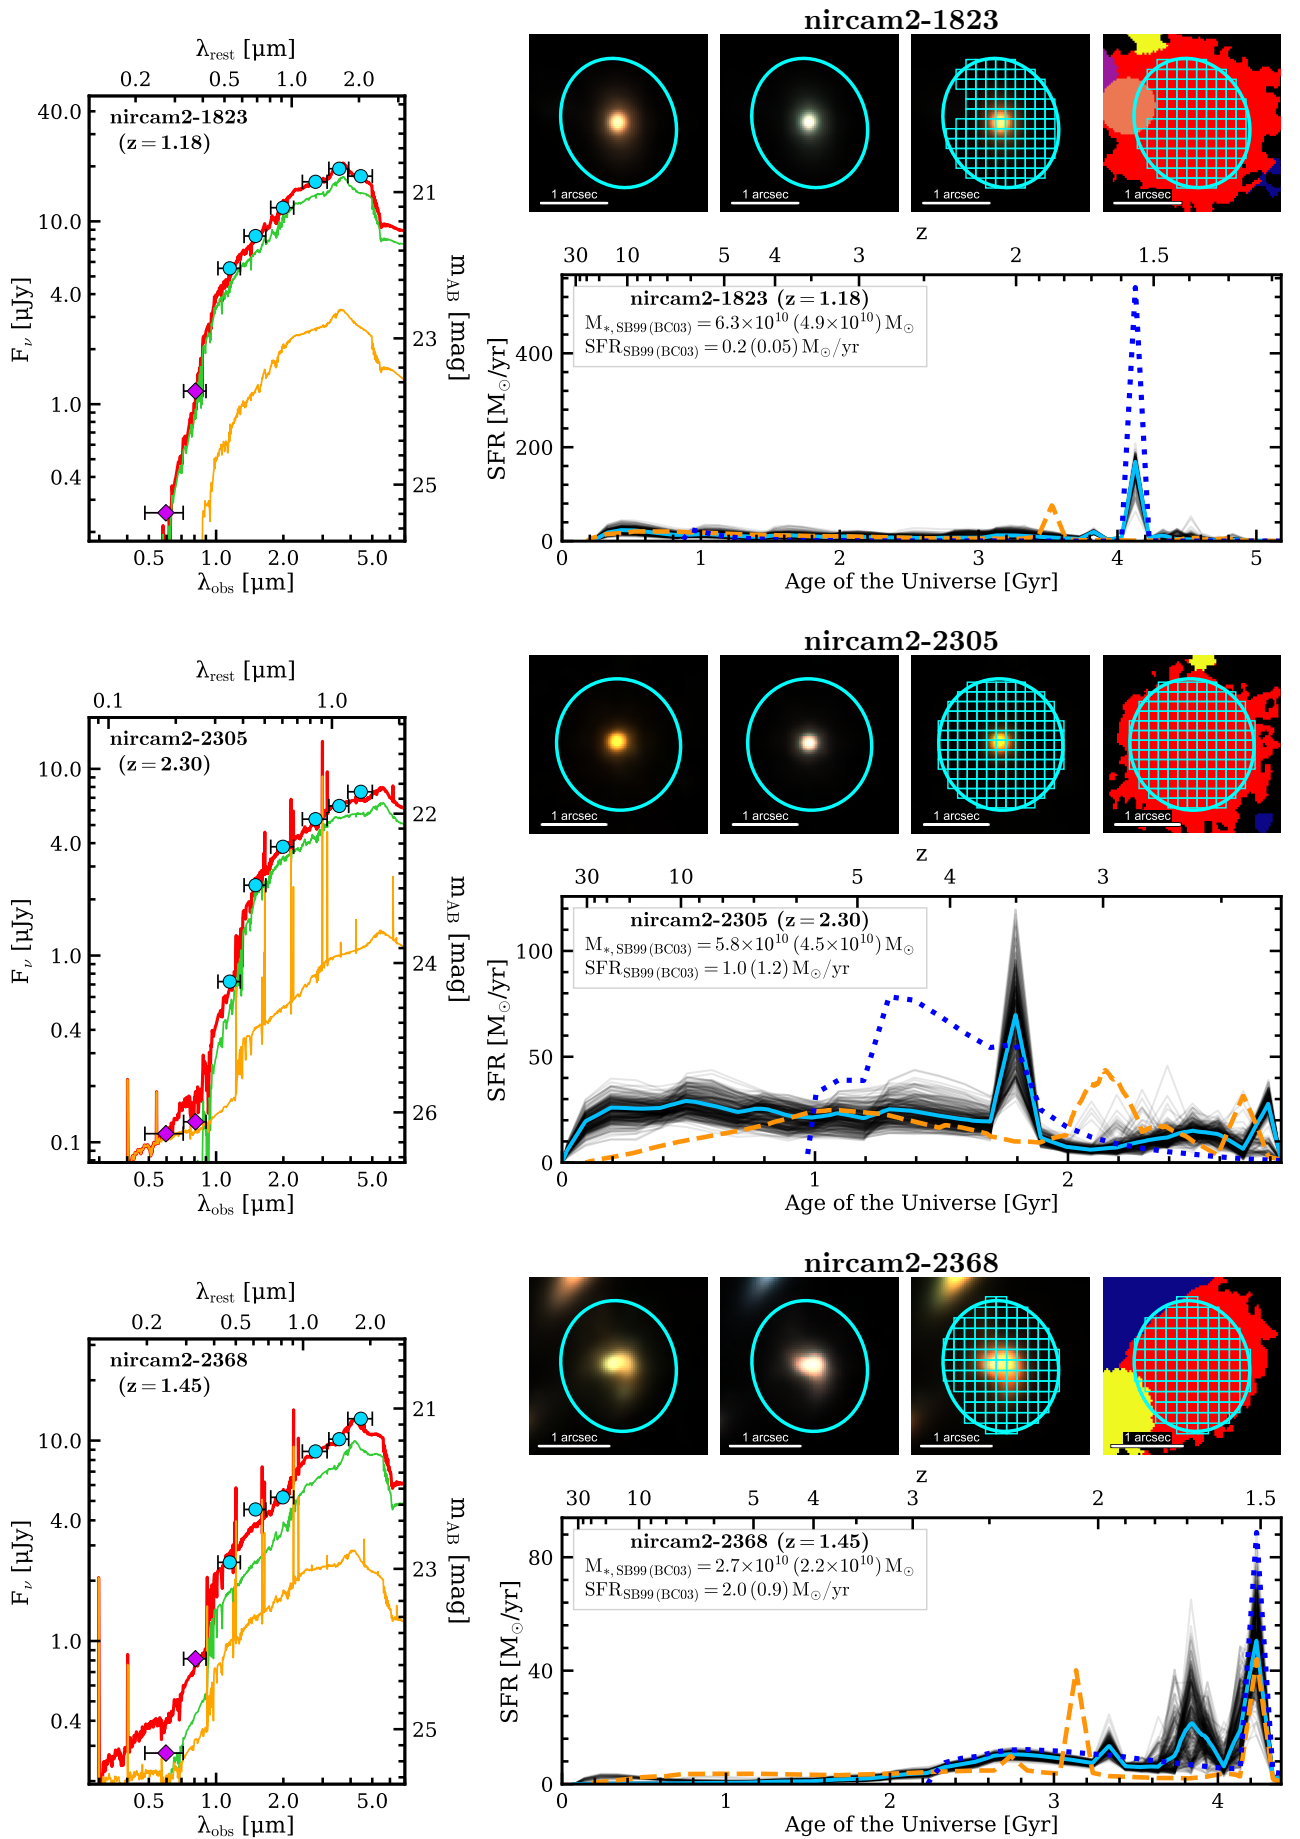 nircam2-1823
λrest [μm]
0.2 0.5 1.0 2.0
nircam2-1823
(z = 1.18)
40.0
10.0
4.0
1.0
0.4
Fν [μJy]
21
23
25
mAB [mag]
0.5 1.0 2.0 5.0
λobs [μm]
1 arcsec
1 arcsec
1 arcsec
1 arcsec
z
30 10 5 4 3 2 1.5
nircam2-1823 (z = 1.18)
M*, SB99 (BC03) = 6.3×10^10 (4.9×10^10) M⊙
SFRSB99 (BC03) = 0.2 (0.05) M⊙/yr
400
200
0
SFR [M⊙/yr]
0 1 2 3 4 5
Age of the Universe [Gyr]
nircam2-2305
λrest [μm]
0.1 1.0
nircam2-2305
(z = 2.30)
10.0
4.0
1.0
0.4
0.1
Fν [μJy]
22
24
26
mAB [mag]
0.5 1.0 2.0 5.0
λobs [μm]
1 arcsec
1 arcsec
1 arcsec
1 arcsec
z
30 10 5 4 3
nircam2-2305 (z = 2.30)
M*, SB99 (BC03) = 5.8×10^10 (4.5×10^10) M⊙
SFRSB99 (BC03) = 1.0 (1.2) M⊙/yr
100
50
0
SFR [M⊙/yr]
0 1 2
Age of the Universe [Gyr]
nircam2-2368
λrest [μm]
0.2 0.5 1.0 2.0
nircam2-2368
(z = 1.45)
10.0
4.0
1.0
0.4
Fν [μJy]
21
23
25
mAB [mag]
0.5 1.0 2.0 5.0
λobs [μm]
1 arcsec
1 arcsec
1 arcsec
1 arcsec
z
30 10 5 4 3 2 1.5
nircam2-2368 (z = 1.45)
M*, SB99 (BC03) = 2.7×10^10 (2.2×10^10) M⊙
SFRSB99 (BC03) = 2.0 (0.9) M⊙/yr
80
40
0
SFR [M⊙/yr]
0 1 2 3 4
Age of the Universe [Gyr]